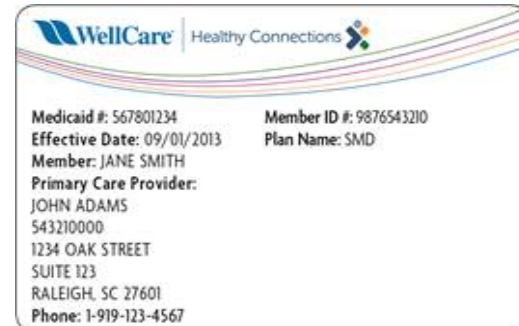 WellCare Healthy Connections
Medicaid #: 567801234 Member ID #: 9876543210
Effective Date: 09/01/2013 Plan Name: SMD
Member: JANE SMITH
Primary Care Provider:
JOHN ADAMS
543210000
1234 OAK STREET
SUITE 123
RALEIGH, SC 27601
Phone: 1-919-123-4567